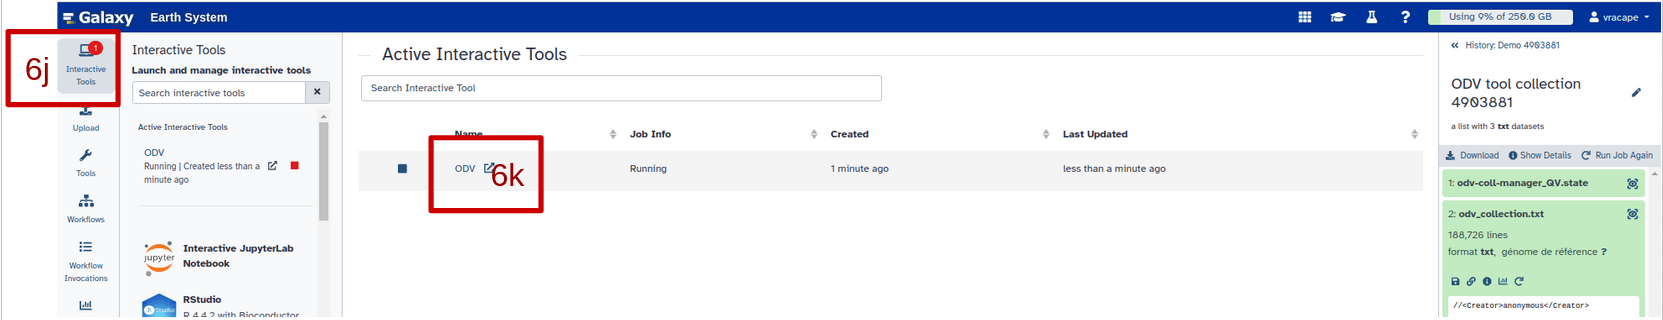 Galaxy Earth System
Using 9% of 250.0 GB
vracape
6j
1
Interactive
Tools
Upload
Tools
Workflows
Workflow
Invocations
Interactive Tools
Launch and manage interactive tools
Search interactive tools
Active Interactive Tools
ODV
Running | Created less than a
minute ago
Interactive JupyterLab
Notebook
jupyter
RStudio
R 4.4.2 with Bioconductor
Studio
Active Interactive Tools
Search Interactive Tool
Name Job Info Created Last Updated
ODV Running 1 minute ago less than a minute ago
6k
« History: Demo 4903881
ODV tool collection
4903881
a list with 3 txt datasets
Download Show Details Run Job Again
1: odv-coll-manager_QV.state
2: odv_collection.txt
188,726 lines
format txt, génome de référence ?
//<Creator>anonymous</Creator>